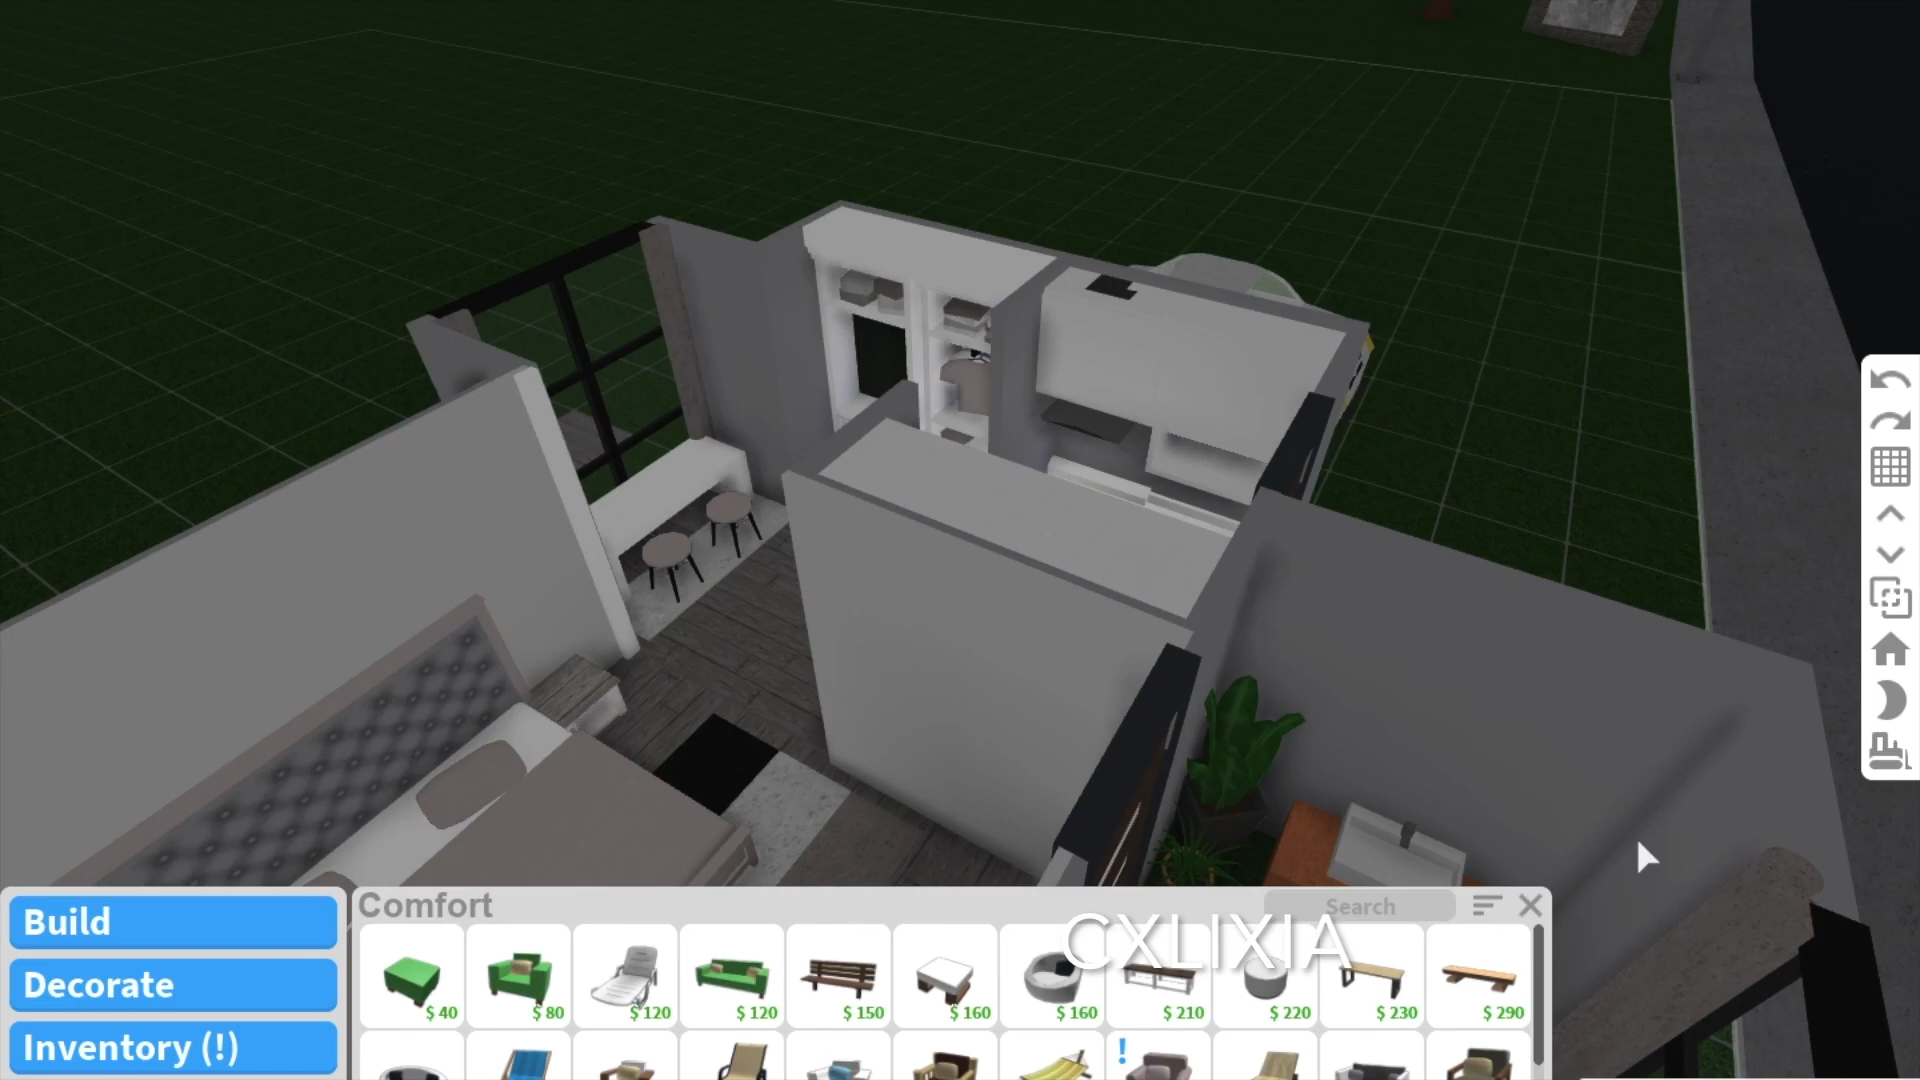 Build
Decorate
Inventory (!)
Comfort
Search
CXLIXIA
$ 40
$ 80
$ 120
$ 120
$ 150
$ 160
$ 160
$ 210
$ 220
$ 230
$ 290
!